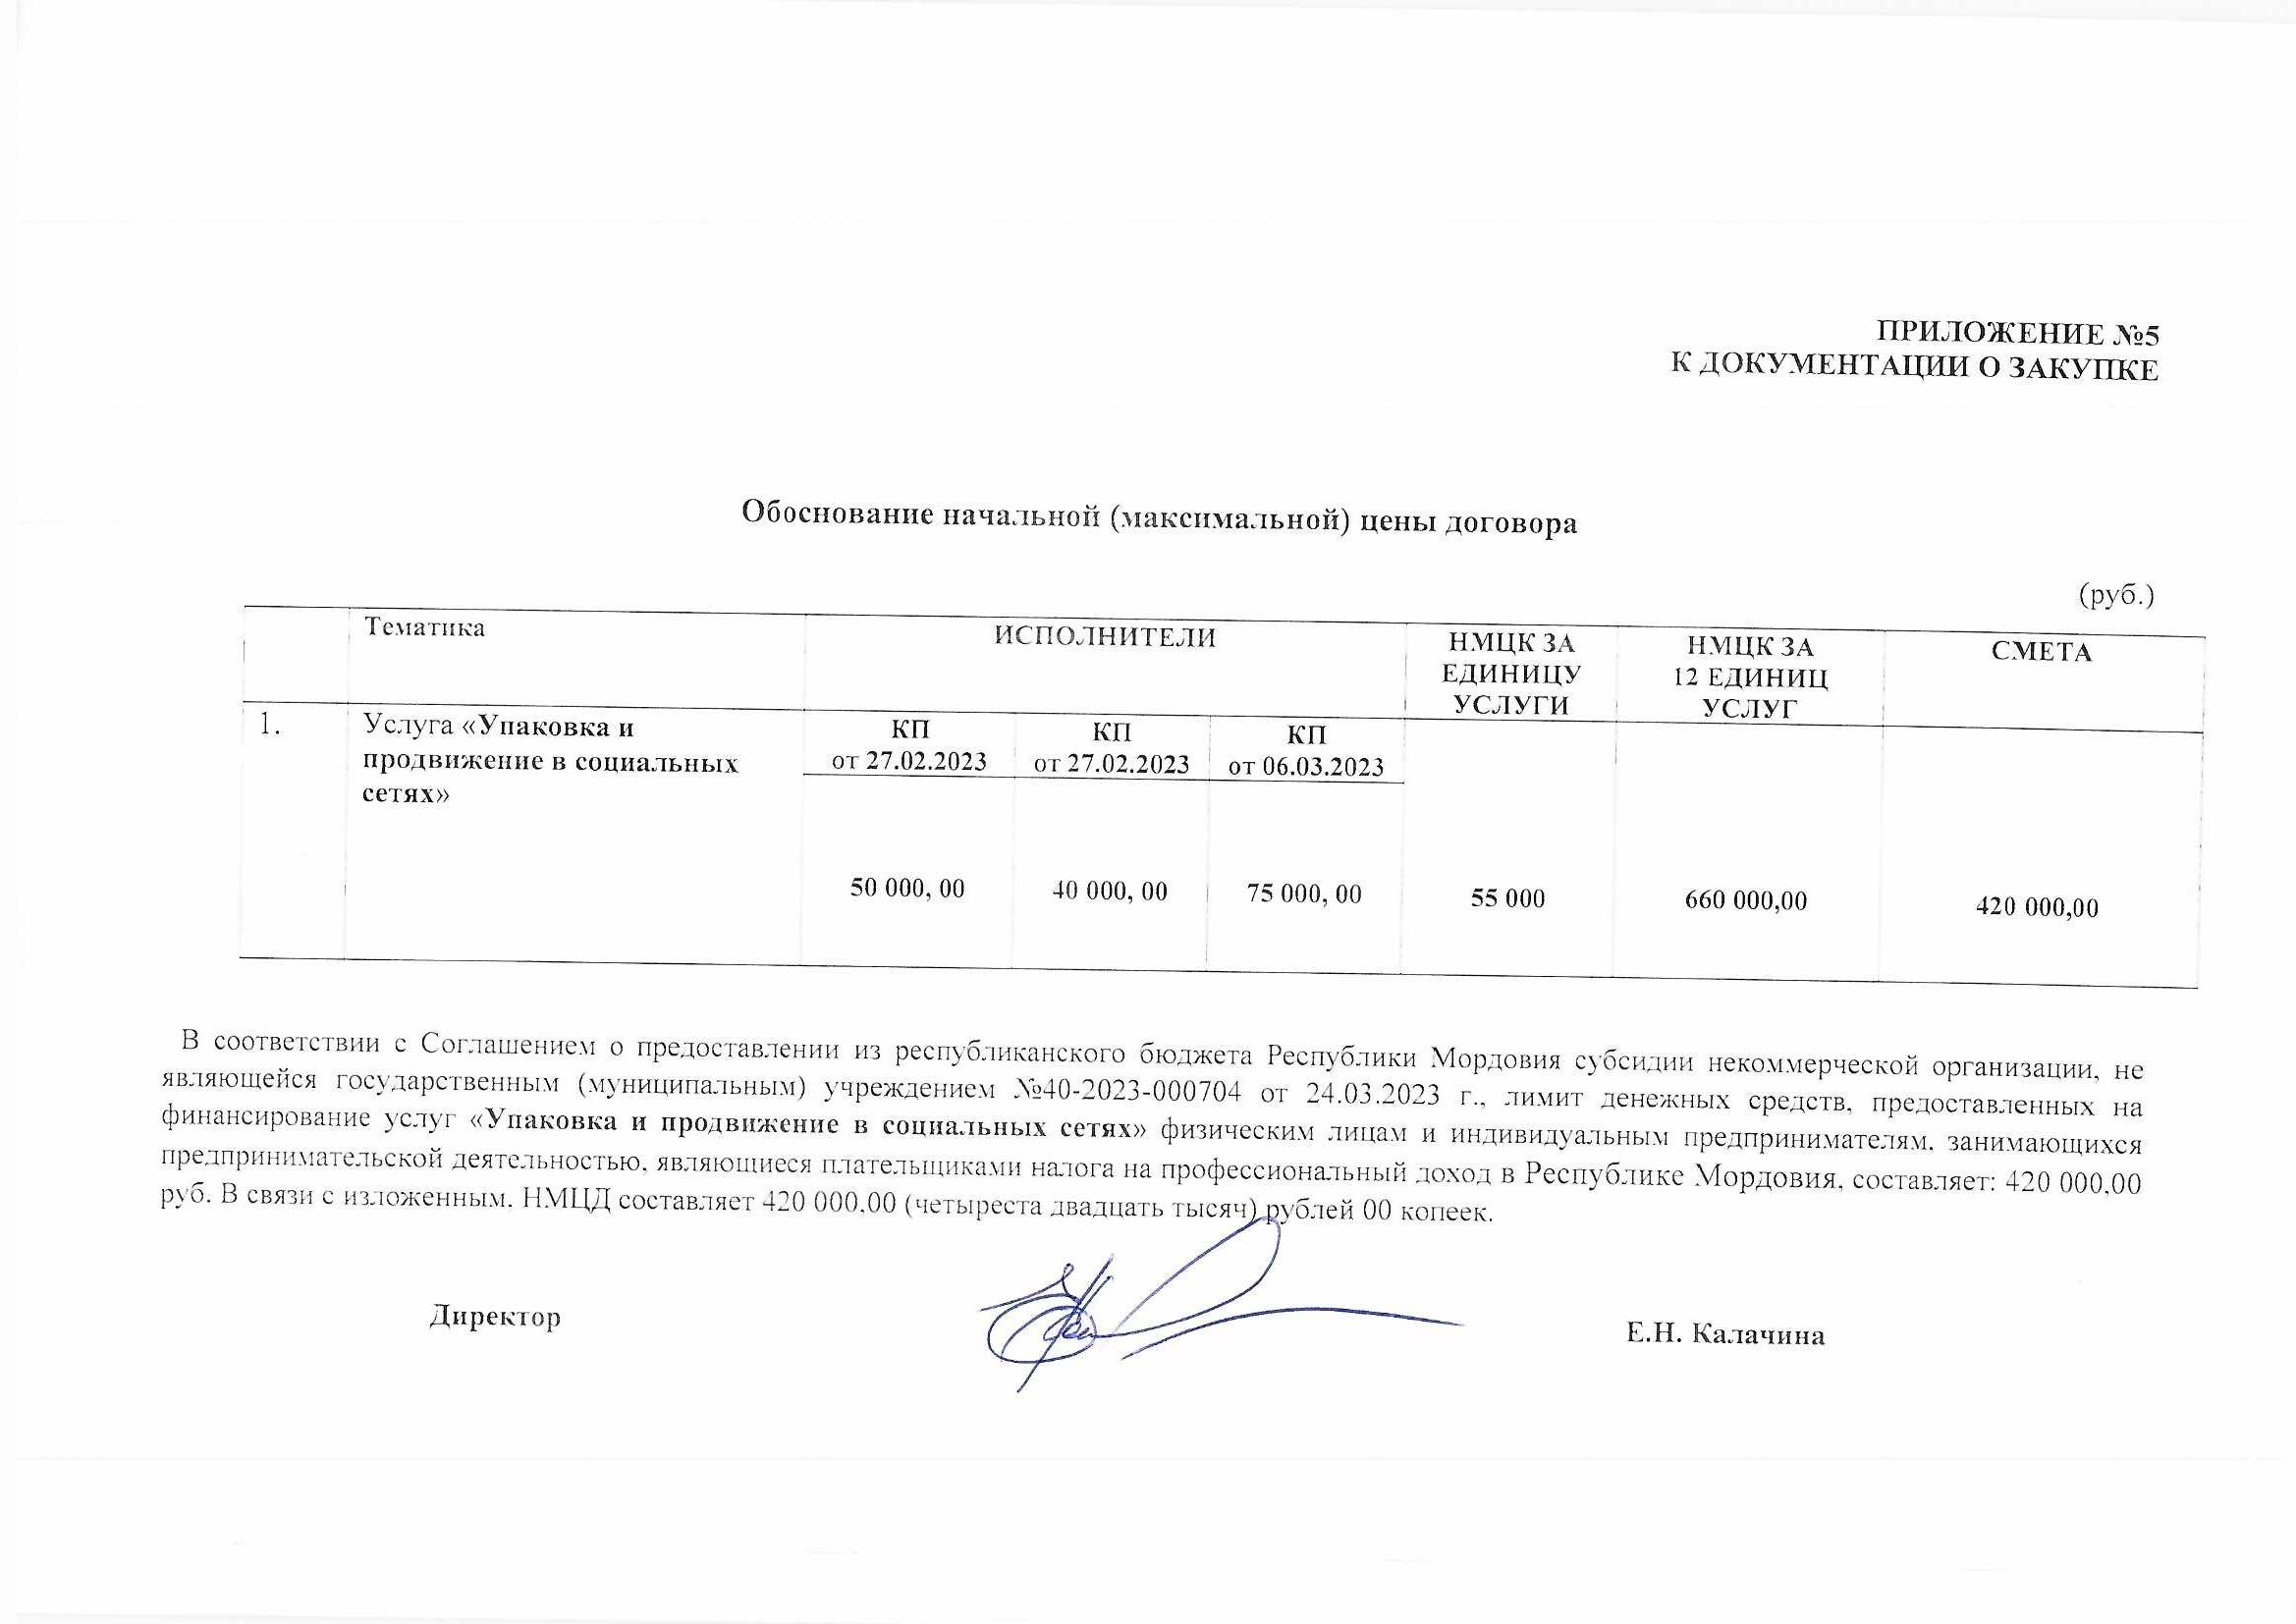 ПРИЛОЖЕНИЕ №5
К ДОКУМЕНТАЦИИ О ЗАКУПКЕ
Обоснование начальной (максимальной) цены договора
(руб.)
Тематика
ИСПОЛНИТЕЛИ
НМЦК ЗА
ЕДИНИЦУ
УСЛУГИ
НМЦК ЗА
12 ЕДИНИЦ
УСЛУГ
СМЕТА
1.
Услуга «Упаковка и
продвижение в социальных
сетях»
КП
от 27.02.2023
КП
от 27.02.2023
КП
от 06.03.2023
50 000, 00
40 000, 00
75 000, 00
55 000
660 000,00
420 000,00
В соответствии с Соглашением о предоставлении из республиканского бюджета Республики Мордовия субсидии некоммерческой организации, не
являющейся государственным (муниципальным) учреждением №40-2023-000704 от 24.03.2023 г., лимит денежных средств, предоставленных на
финансирование услуг «Упаковка и продвижение в социальных сетях» физическим лицам и индивидуальным предпринимателям, занимающихся
предпринимательской деятельностью, являющиеся плательщиками налога на профессиональный доход в Республике Мордовия, составляет: 420 000,00
руб. В связи с изложенным. НМЦД составляет 420 000,00 (четыреста двадцать тысяч) рублей 00 копеек.
Директор
Е.Н. Калачина